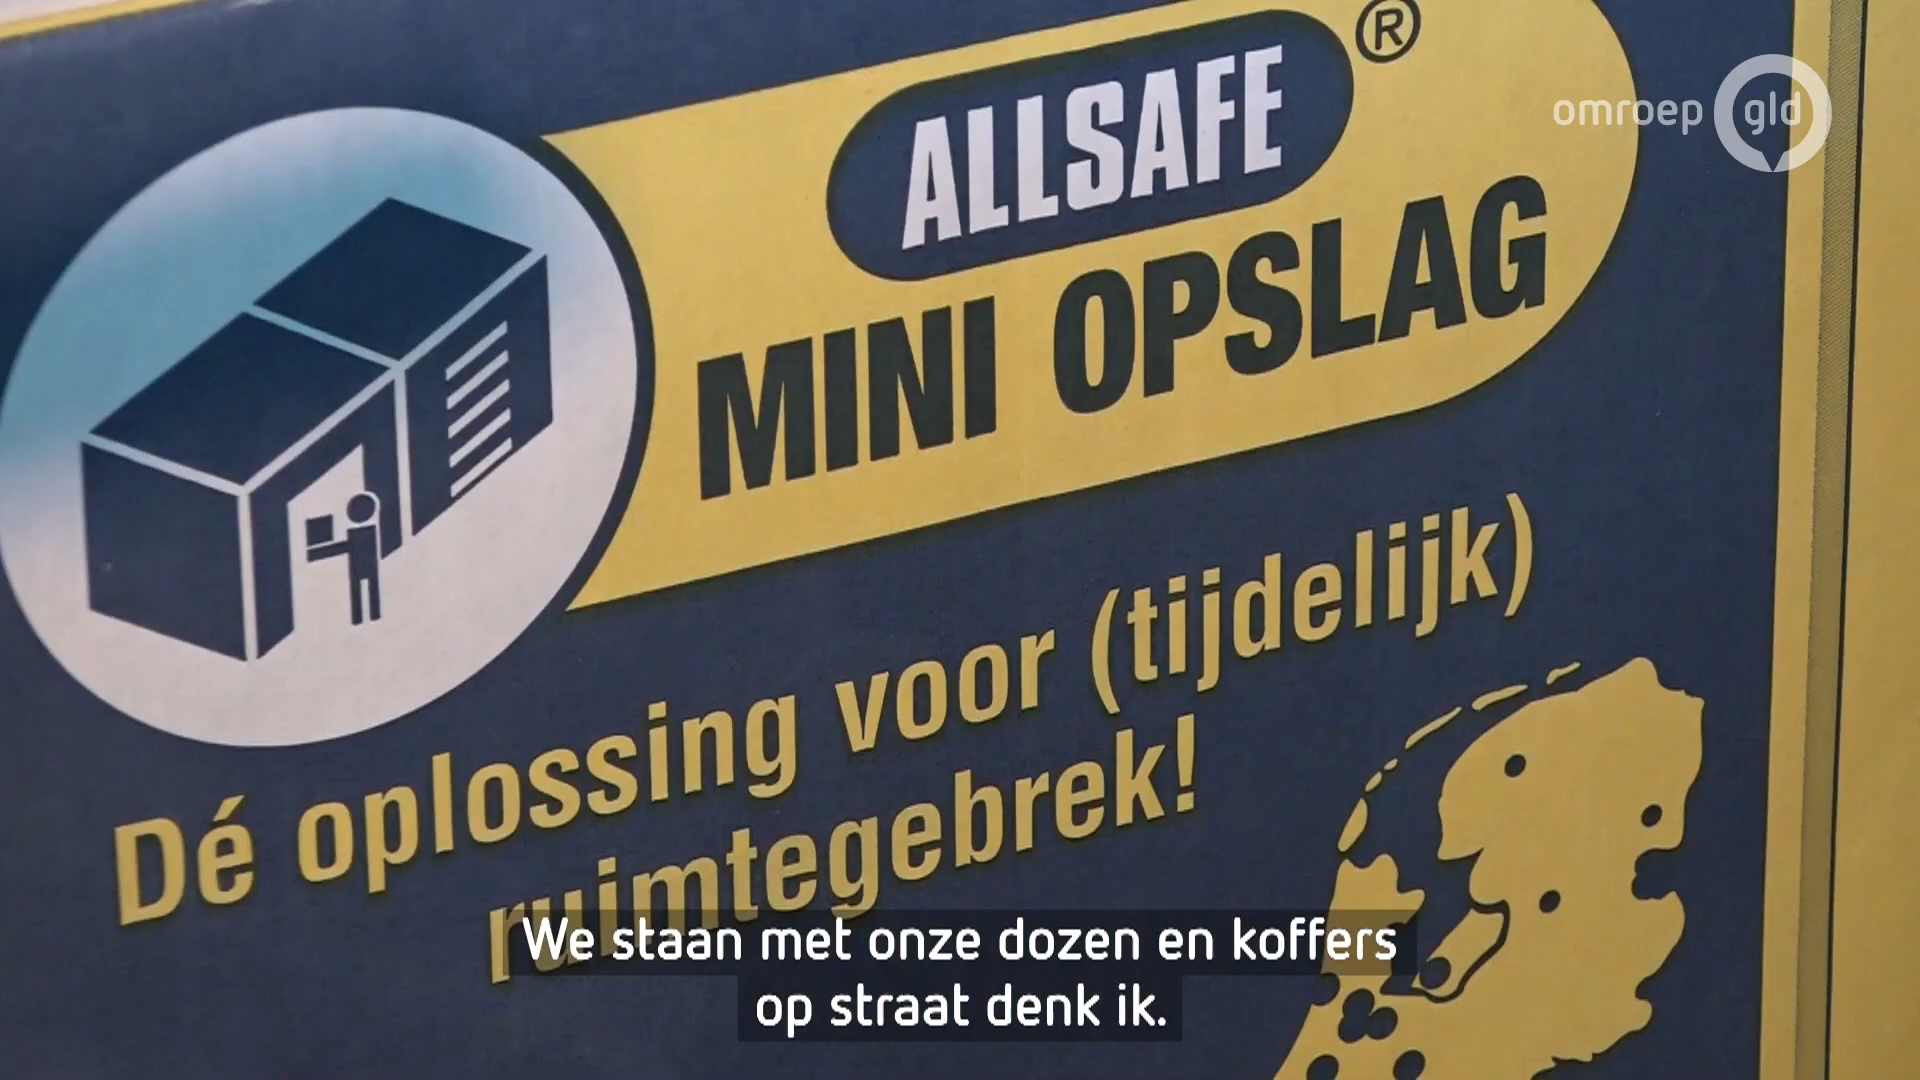 ALLSAFE ®
omroep gld
MINI OPSLAG
Dé oplossing voor (tijdelijk)
ruimtegebrek!
We staan met onze dozen en koffers
op straat denk ik.